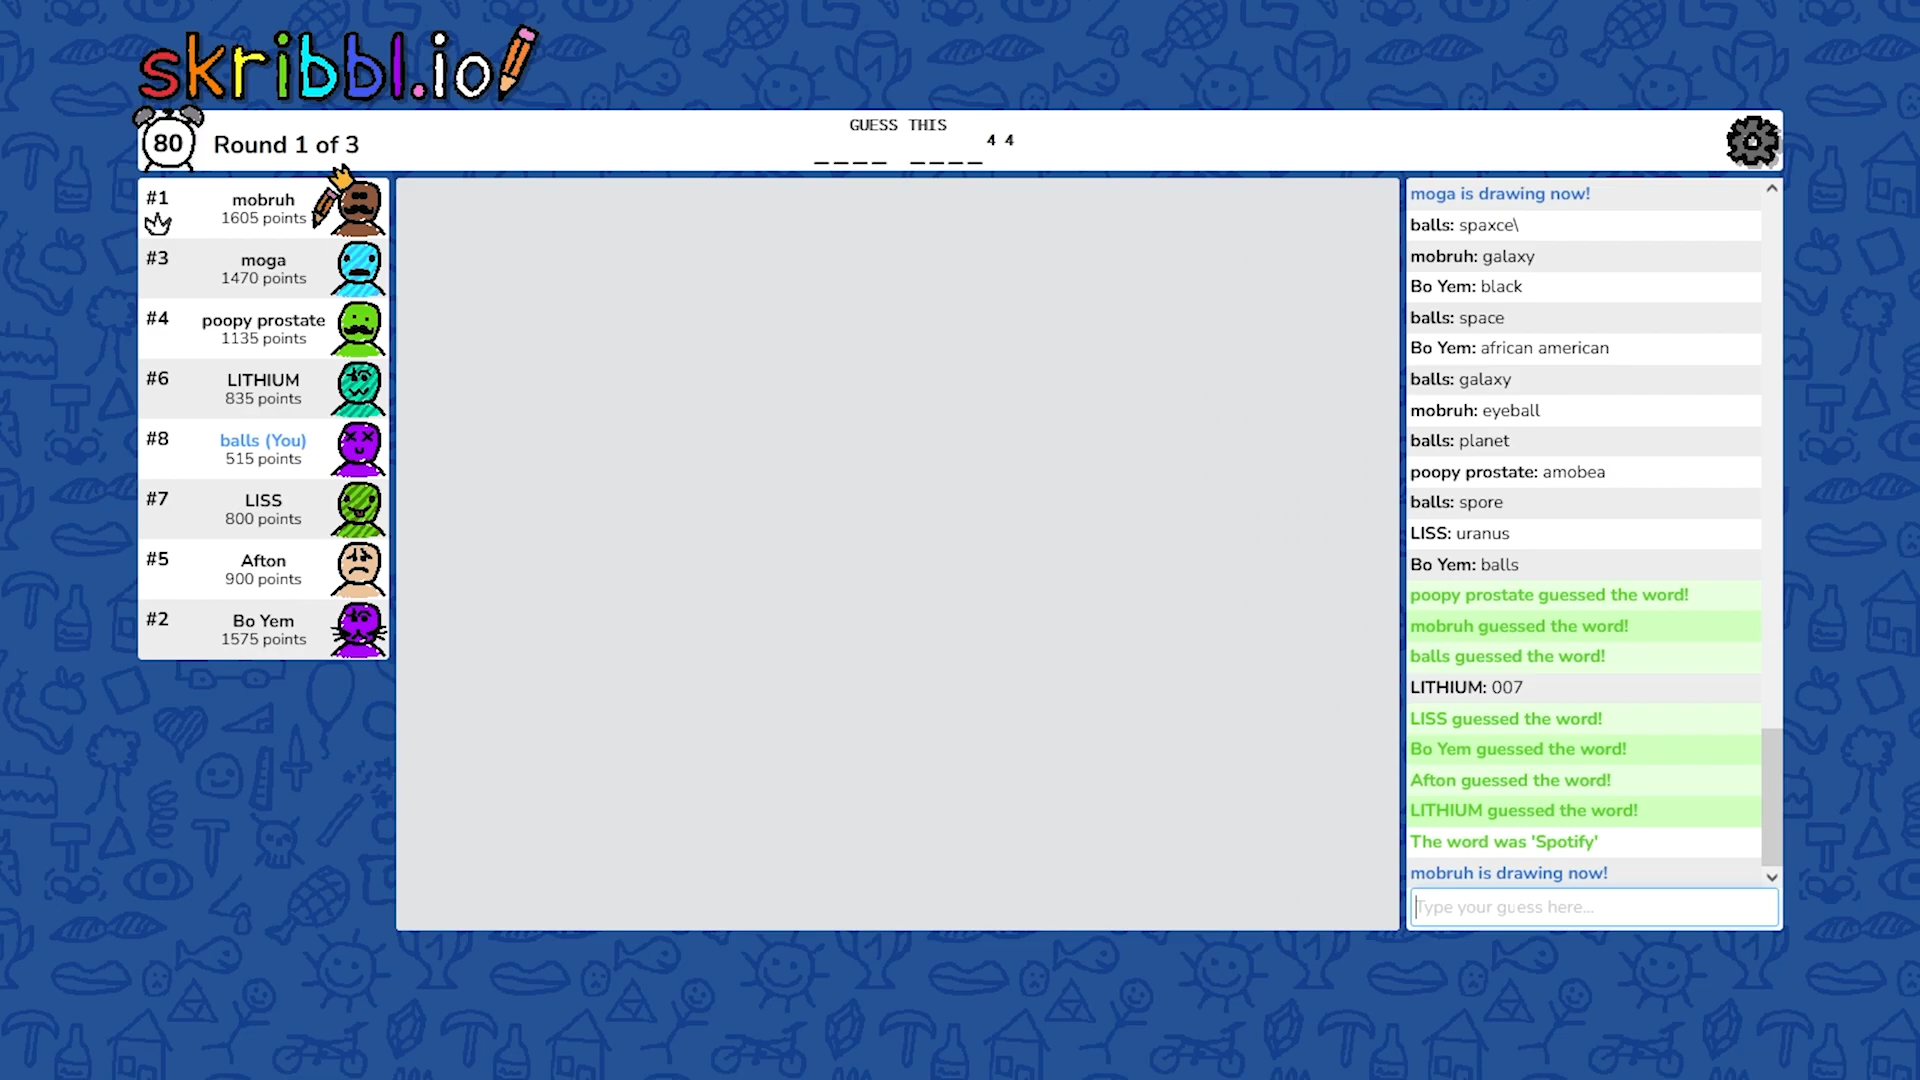 skribbl.io
80
Round 1 of 3
GUESS THIS
____ ____ 4 4
#1
mobruh
1605 points
#3
moga
1470 points
#4
poopy prostate
1135 points
#6
LITHIUM
835 points
#8
balls (You)
515 points
#7
LISS
800 points
#5
Afton
900 points
#2
Bo Yem
1575 points
moga is drawing now!
balls: spaxce\
mobruh: galaxy
Bo Yem: black
balls: space
Bo Yem: african american
balls: galaxy
mobruh: eyeball
balls: planet
poopy prostate: amobea
balls: spore
LISS: uranus
Bo Yem: balls
poopy prostate guessed the word!
mobruh guessed the word!
balls guessed the word!
LITHIUM: 007
LISS guessed the word!
Bo Yem guessed the word!
Afton guessed the word!
LITHIUM guessed the word!
The word was 'Spotify'
mobruh is drawing now!
Type your guess here...